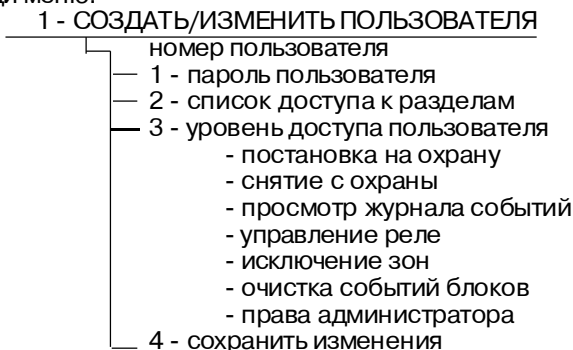 1 - СОЗДАТЬ/ИЗМЕНИТЬ ПОЛЬЗОВАТЕЛЯ
номер пользователя
1 - пароль пользователя
2 - список доступа к разделам
3 - уровень доступа пользователя
- постановка на охрану
- снятие с охраны
- просмотр журнала событий
- управление реле
- исключение зон
- очистка событий блоков
- права администратора
4 - сохранить изменения